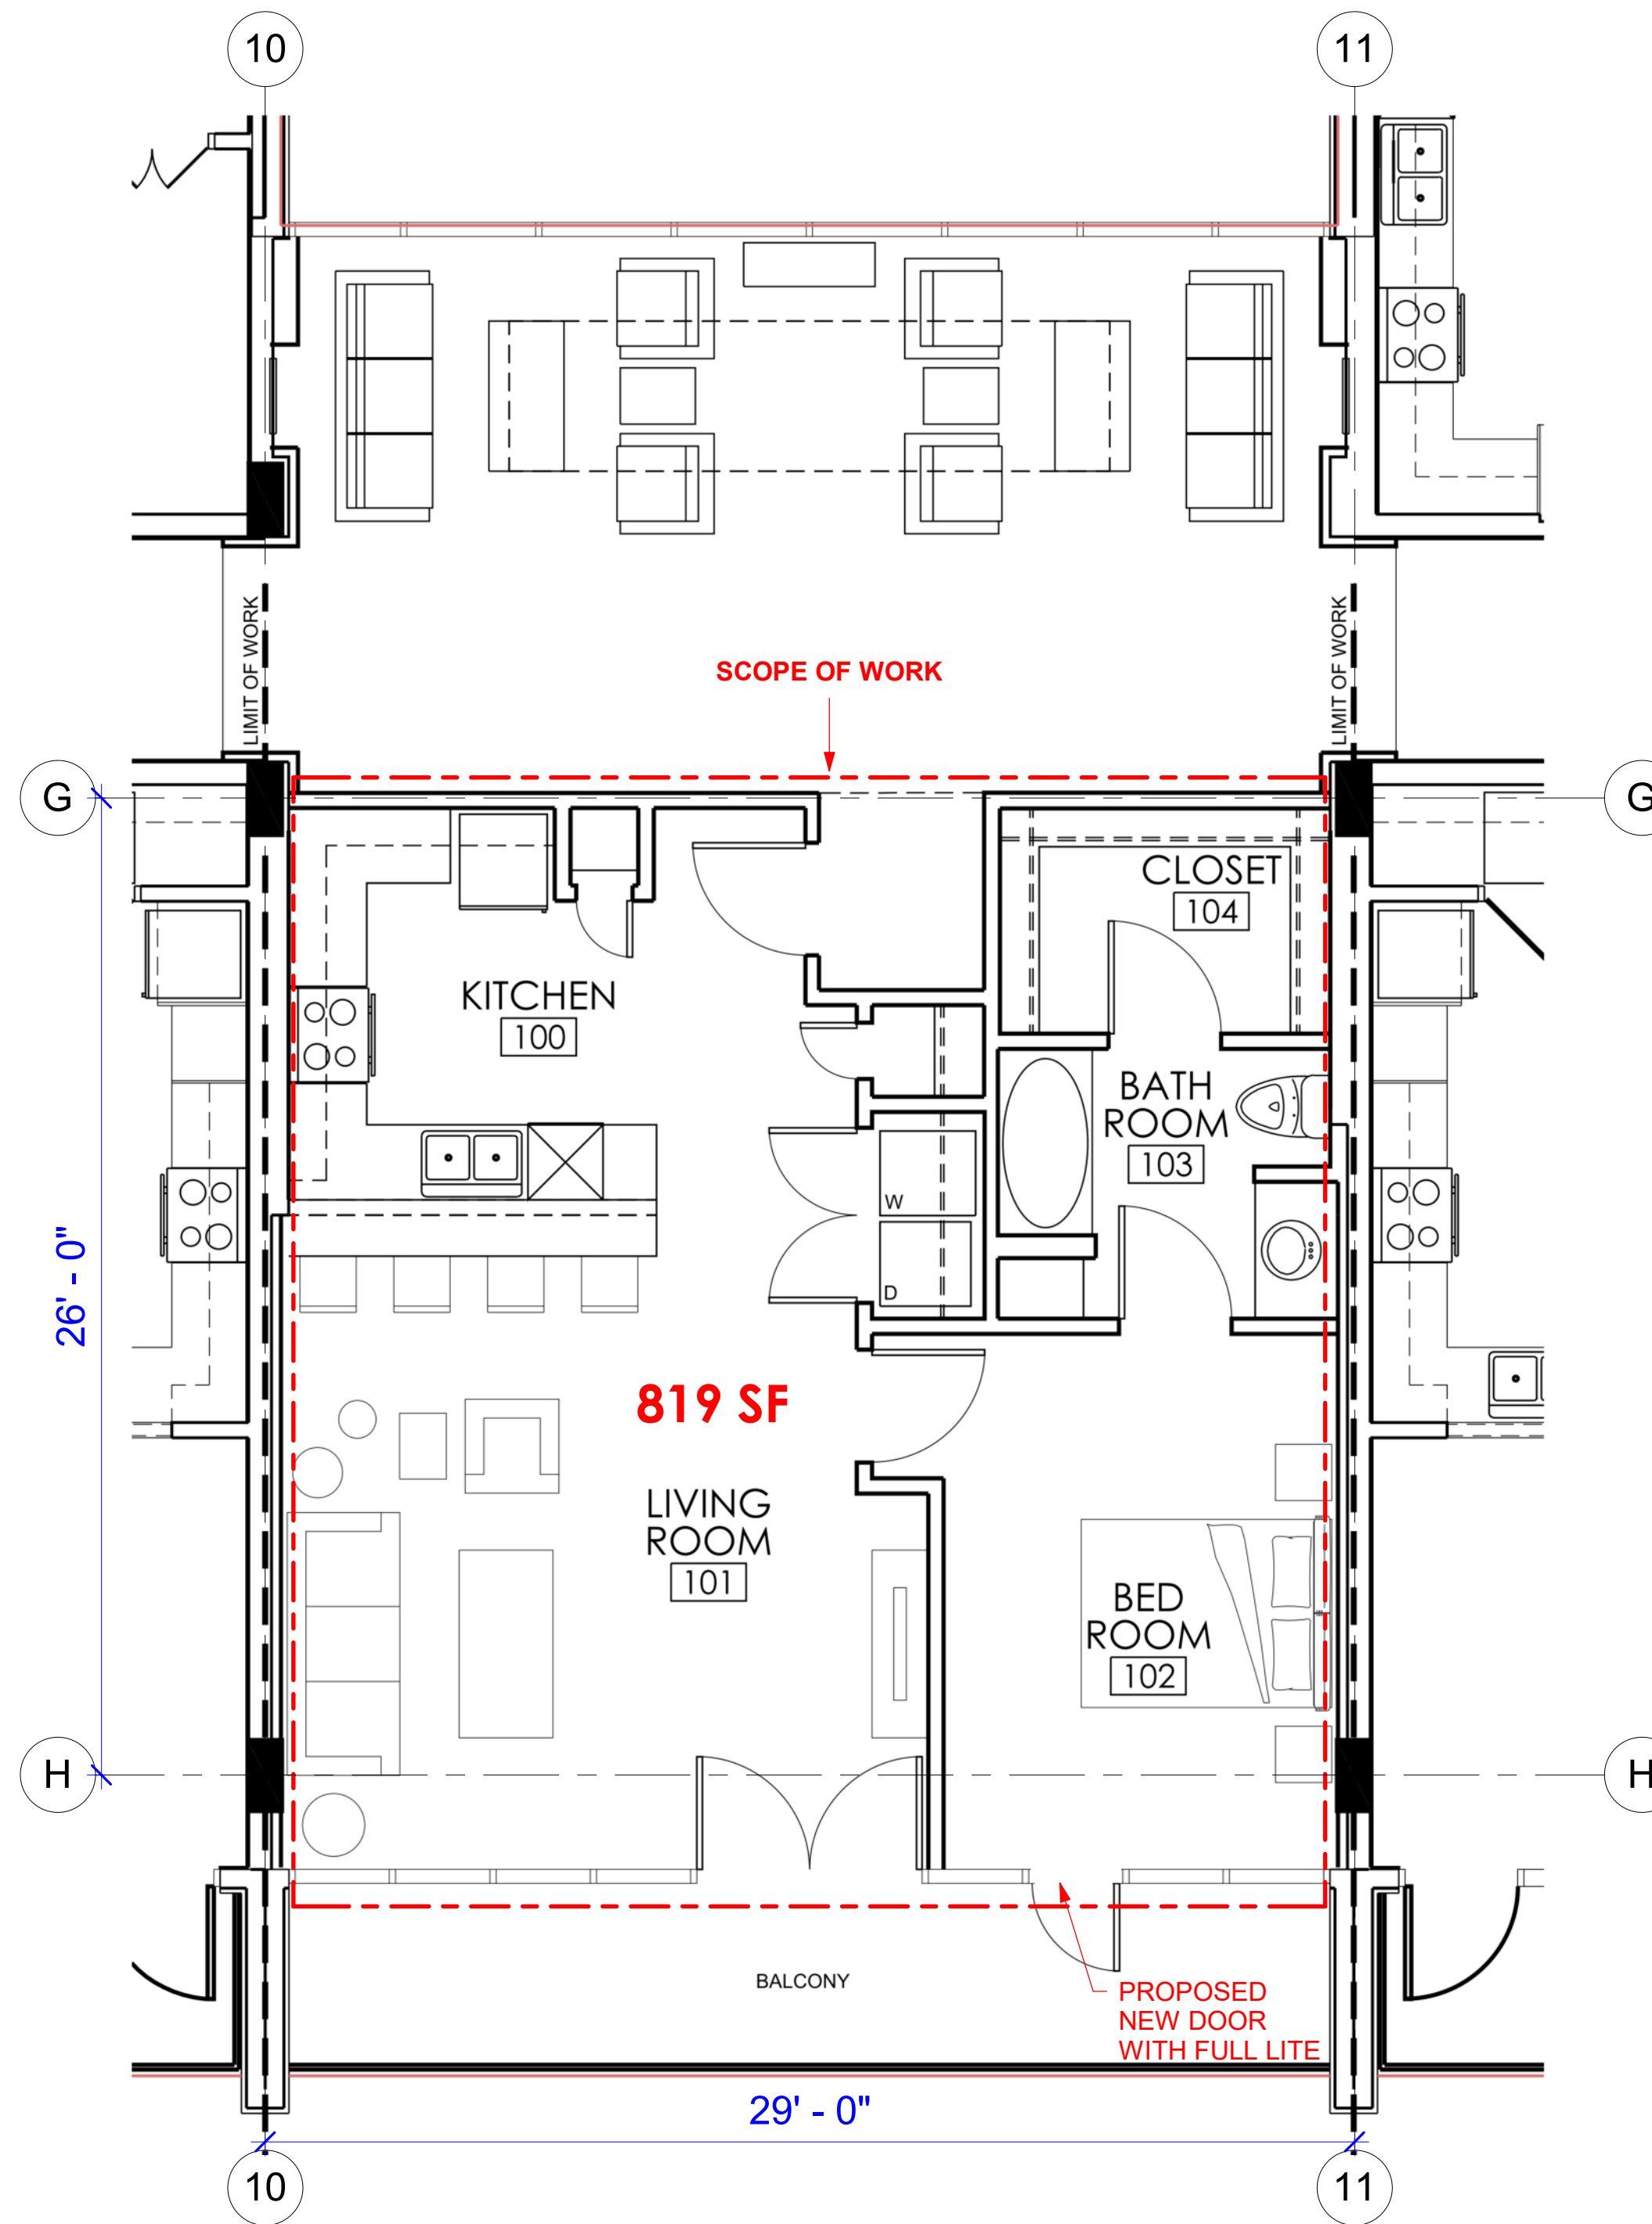 10
11
LIMIT OF WORK
LIMIT OF WORK
SCOPE OF WORK
G
G
CLOSET
104
KITCHEN
100
BATH
ROOM
103
W
D
26' - 0"
819 SF
LIVING
ROOM
101
BED
ROOM
102
H
H
BALCONY
PROPOSED
NEW DOOR
WITH FULL LITE
29' - 0"
10
11